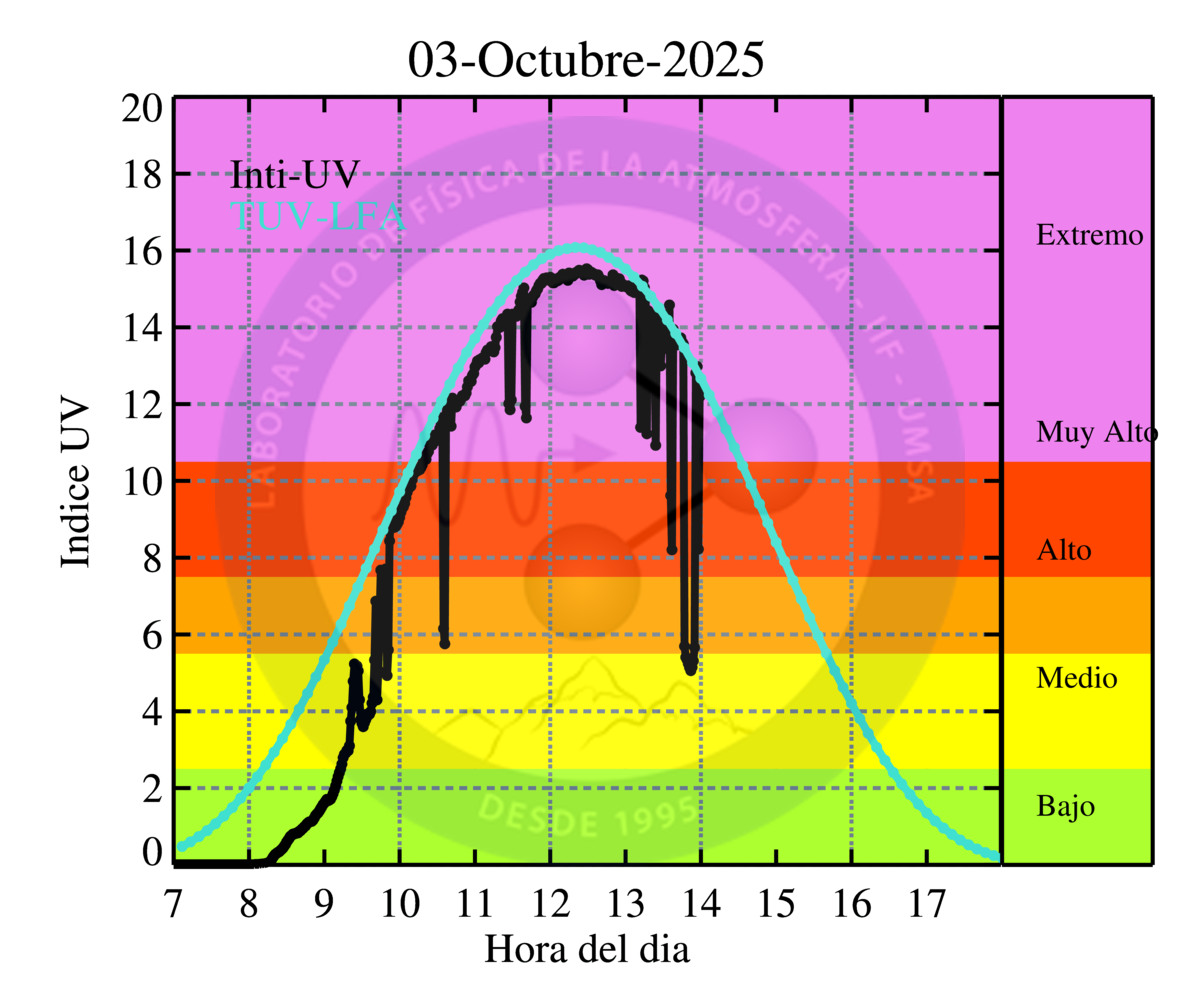 03-Octubre-2025
20
18
16
14
12
10
8
6
4
2
0
Indice UV
Inti-UV
TUV-LFA
LABORATORIO DE FÍSICA DE LA ATMÓSFERA - IIF - UMSA
DESDE 1995
Extremo
Muy Alto
Alto
Medio
Bajo
7 8 9 10 11 12 13 14 15 16 17
Hora del dia